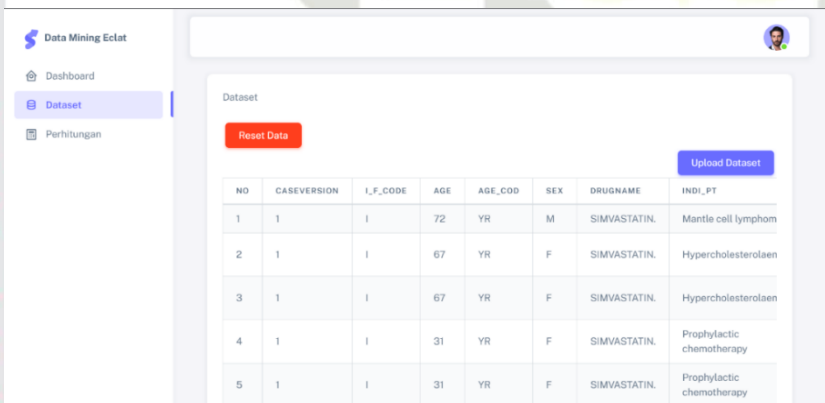 Data Mining Eclat
Dashboard
Dataset
Perhitungan
Dataset
Reset Data
Upload Dataset
NO CASEVERSION I_F_CODE AGE AGE_COD SEX DRUGNAME INDI_PT
1 1 I 72 YR M SIMVASTATIN. Mantle cell lymphom
2 1 I 67 YR F SIMVASTATIN. Hypercholesterolaen
3 1 I 67 YR F SIMVASTATIN. Hypercholesterolaen
4 1 I 31 YR F SIMVASTATIN. Prophylactic
chemotherapy
5 1 I 31 YR F SIMVASTATIN. Prophylactic
chemotherapy